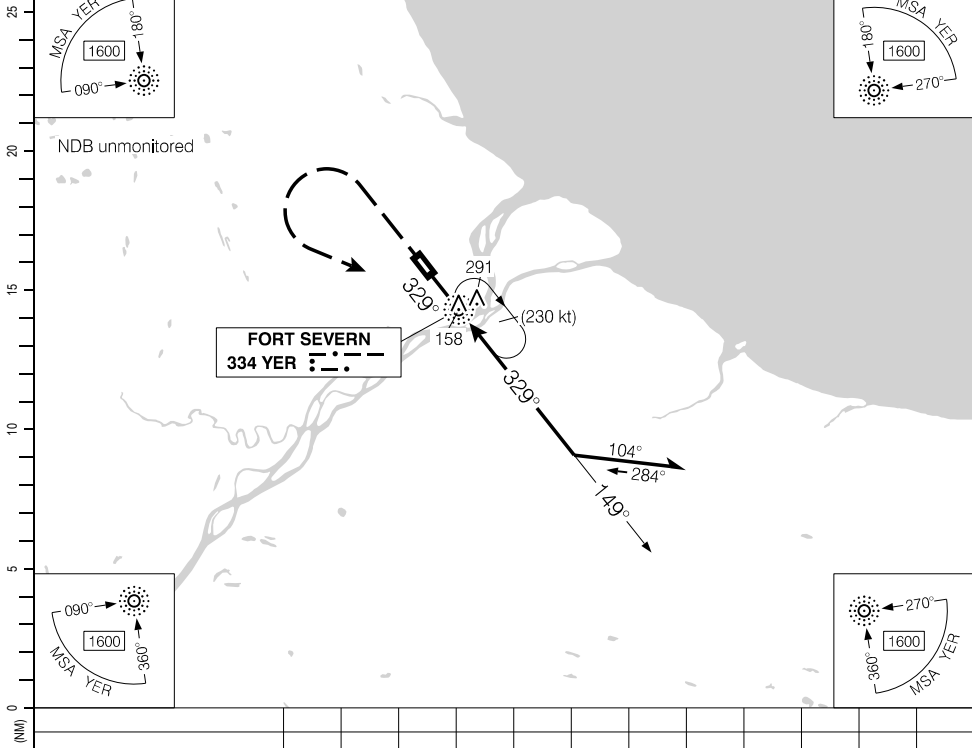 25
MSA YER
180°
1600
090°
MSA YER
180°
1600
270°
NDB unmonitored
20
15
329°
291
(230 kt)
158
FORT SEVERN
334 YER
329°
10
104°
284°
149°
5
090°
1600
360°
MSA YER
270°
1600
360°
MSA YER
0
(NM)